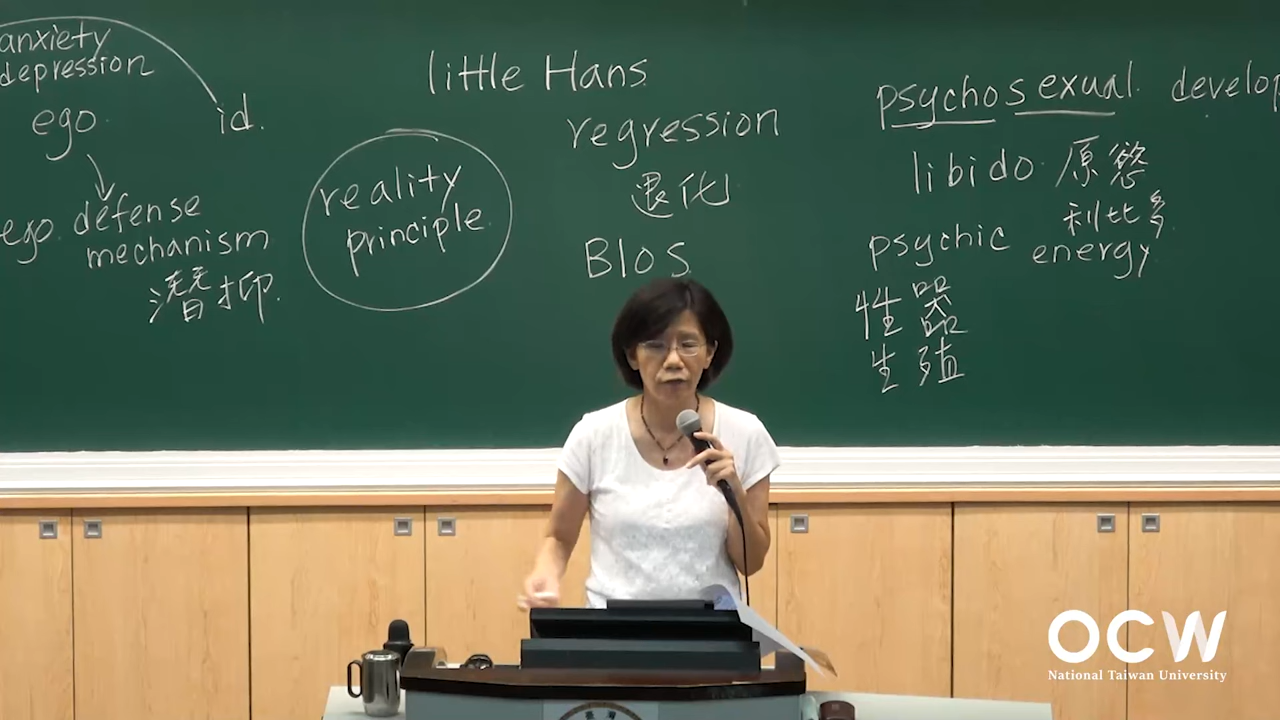 anxiety
depression
ego
id.
ego defense
mechanism
潛抑
reality
principle
little Hans
regression
退化
Blos
psychosexual develop
libido 原慾
利比多
psychic energy
性器
生殖
OCW
National Taiwan University